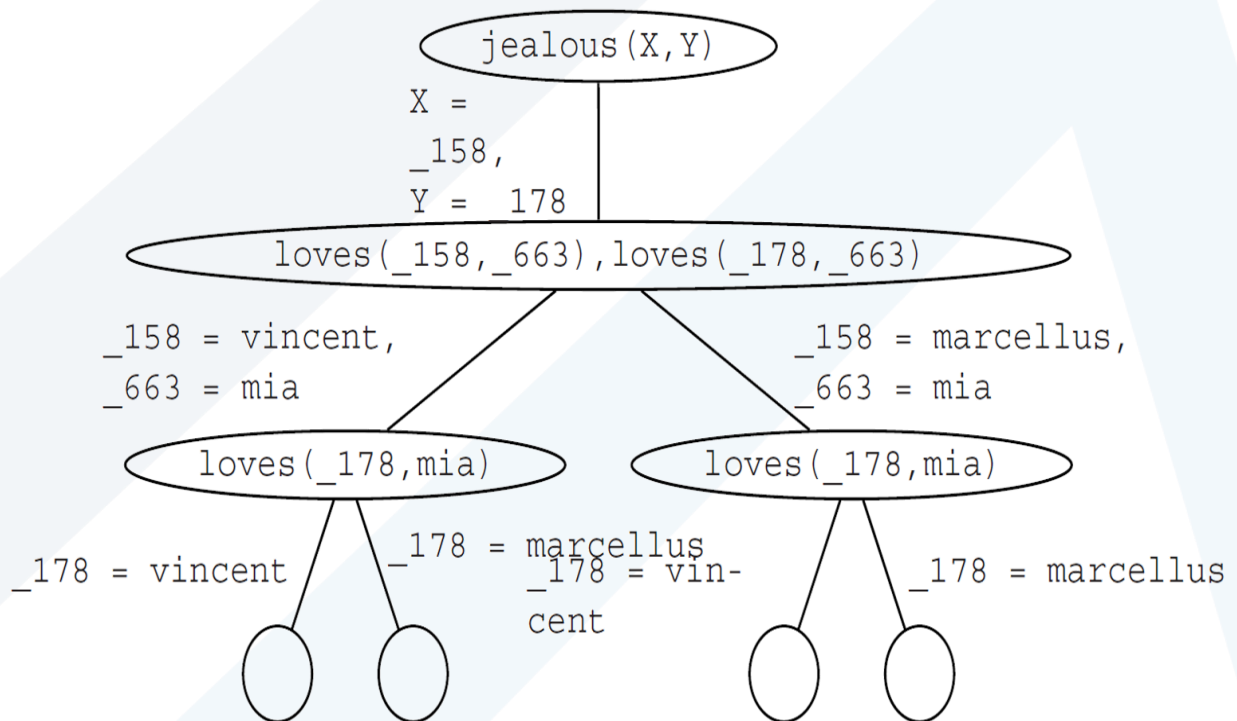 jealous(X,Y)
X =
_158,
Y = _178
loves(_158,_663),loves(_178,_663)
_158 = vincent,
_663 = mia
_158 = marcellus,
_663 = mia
loves(_178,mia)
loves(_178,mia)
_178 = vincent
_178 = marcellus
_178 = vin-
cent
_178 = marcellus